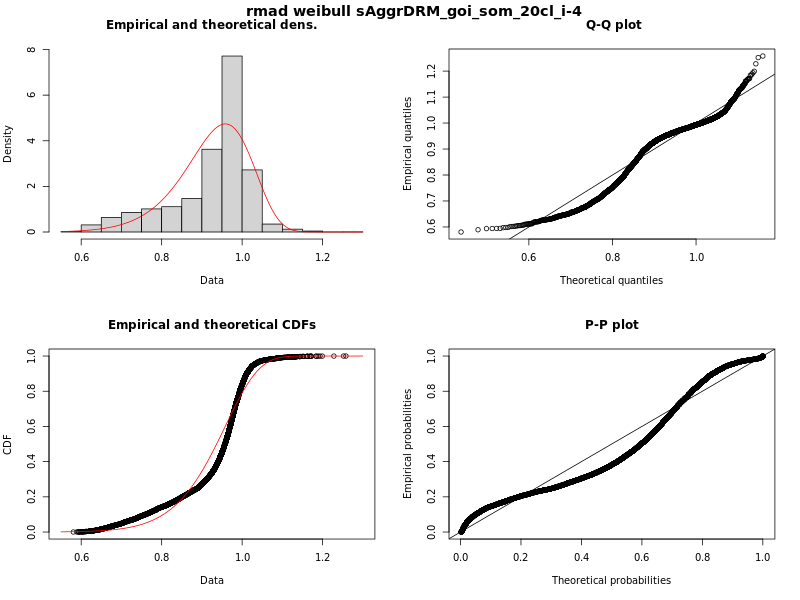 rmad weibull sAggrDRM_goi_som_20cl_i-4
Empirical and theoretical dens.
Density
0 2 4 6 8
0.6 0.8 1.0 1.2
Data
Q-Q plot
Empirical quantiles
0.6 0.7 0.8 0.9 1.0 1.1 1.2
0.6 0.8 1.0
Theoretical quantiles
Empirical and theoretical CDFs
CDF
0.0 0.2 0.4 0.6 0.8 1.0
0.6 0.8 1.0 1.2
Data
P-P plot
Empirical probabilities
0.0 0.2 0.4 0.6 0.8 1.0
0.0 0.2 0.4 0.6 0.8 1.0
Theoretical probabilities